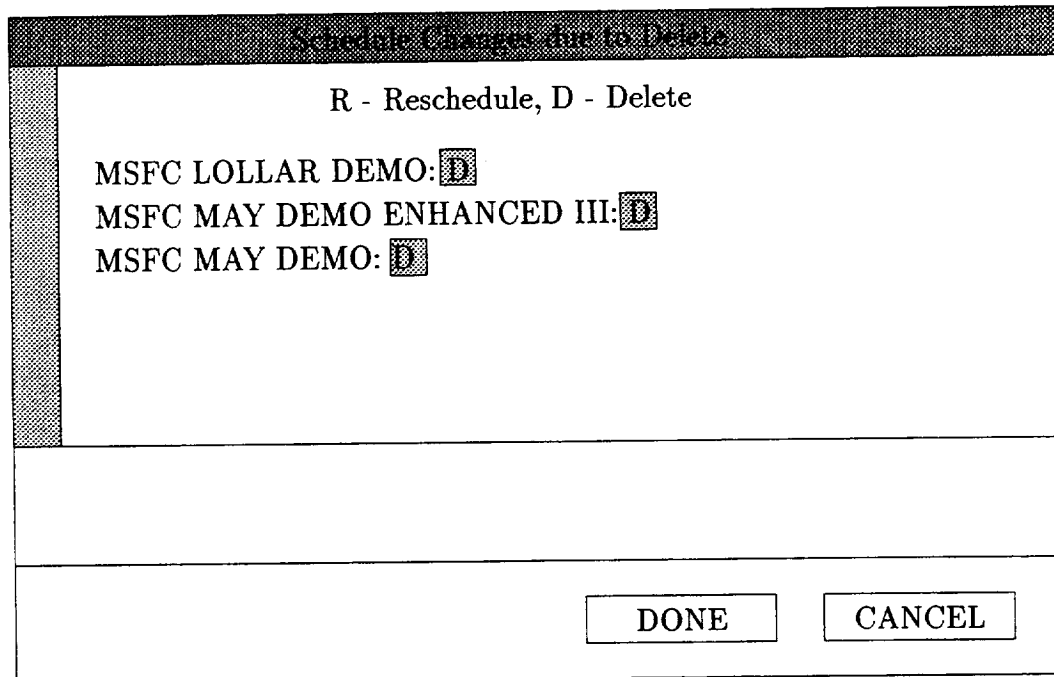 Schedule Changes due to Delete
R - Reschedule, D - Delete
MSFC LOLLAR DEMO: D
MSFC MAY DEMO ENHANCED III: D
MSFC MAY DEMO: D
DONE CANCEL